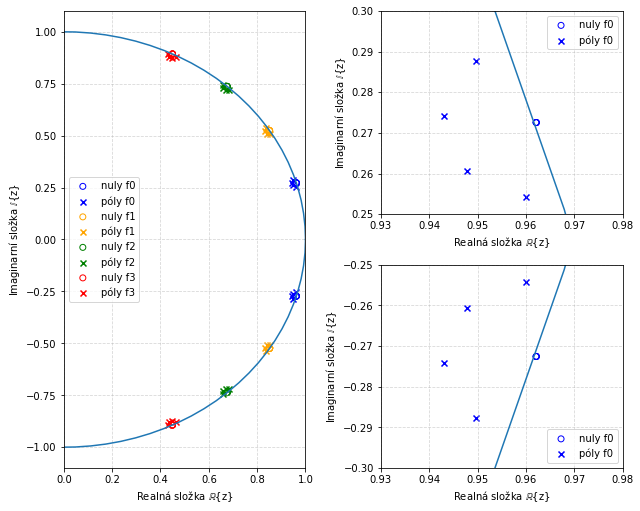 1.00
0.75
0.50
0.25
0.00
−0.25
−0.50
−0.75
−1.00
Imaginarní složka 𝕀{z}
nuly f0
póly f0
nuly f1
póly f1
nuly f2
póly f2
nuly f3
póly f3
0.0 0.2 0.4 0.6 0.8 1.0
Realná složka ℝ{z}
0.30
0.29
0.28
0.27
0.26
0.25
Imaginarní složka 𝕀{z}
nuly f0
póly f0
0.93 0.94 0.95 0.96 0.97 0.98
Realná složka ℝ{z}
−0.25
−0.26
−0.27
−0.28
−0.29
−0.30
Imaginarní složka 𝕀{z}
nuly f0
póly f0
0.93 0.94 0.95 0.96 0.97 0.98
Realná složka ℝ{z}